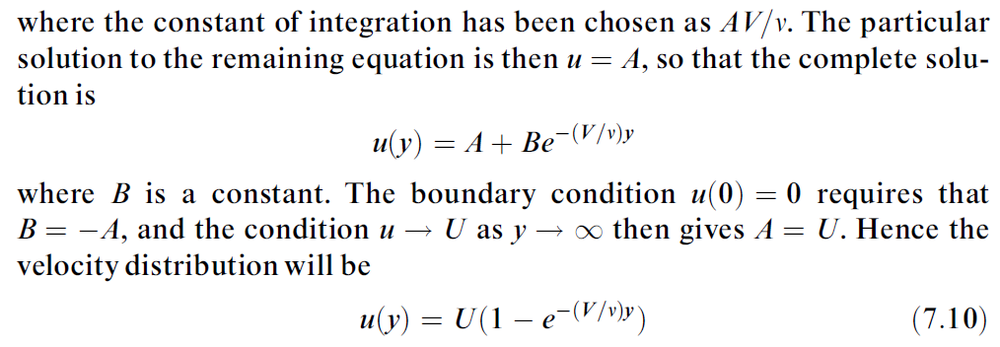 where the constant of integration has been chosen as AV/ν. The particular
solution to the remaining equation is then u = A, so that the complete solu-
tion is
u(y) = A + Be^{-(V/ν)y}
where B is a constant. The boundary condition u(0) = 0 requires that
B = −A, and the condition u → U as y → ∞ then gives A = U. Hence the
velocity distribution will be
u(y) = U(1 − e^{-(V/ν)y}) (7.10)